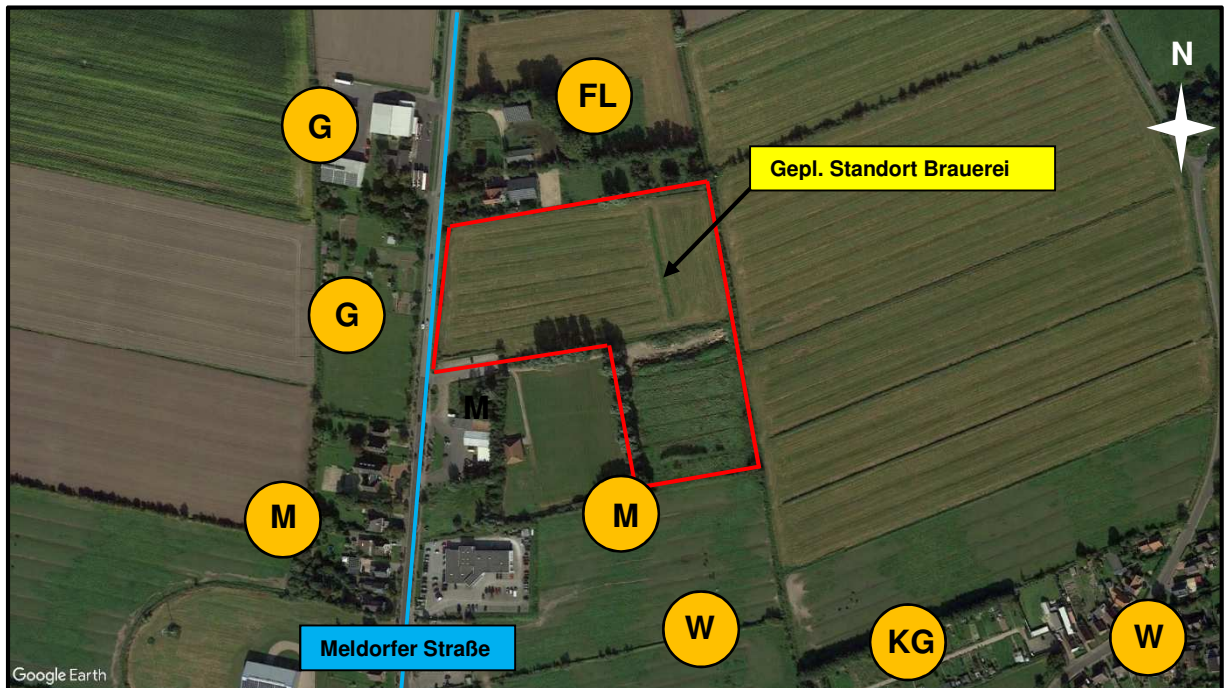 N
FL
G
Gepl. Standort Brauerei
G
M
M
M
W
W
KG
Meldorfer Straße
Google Earth